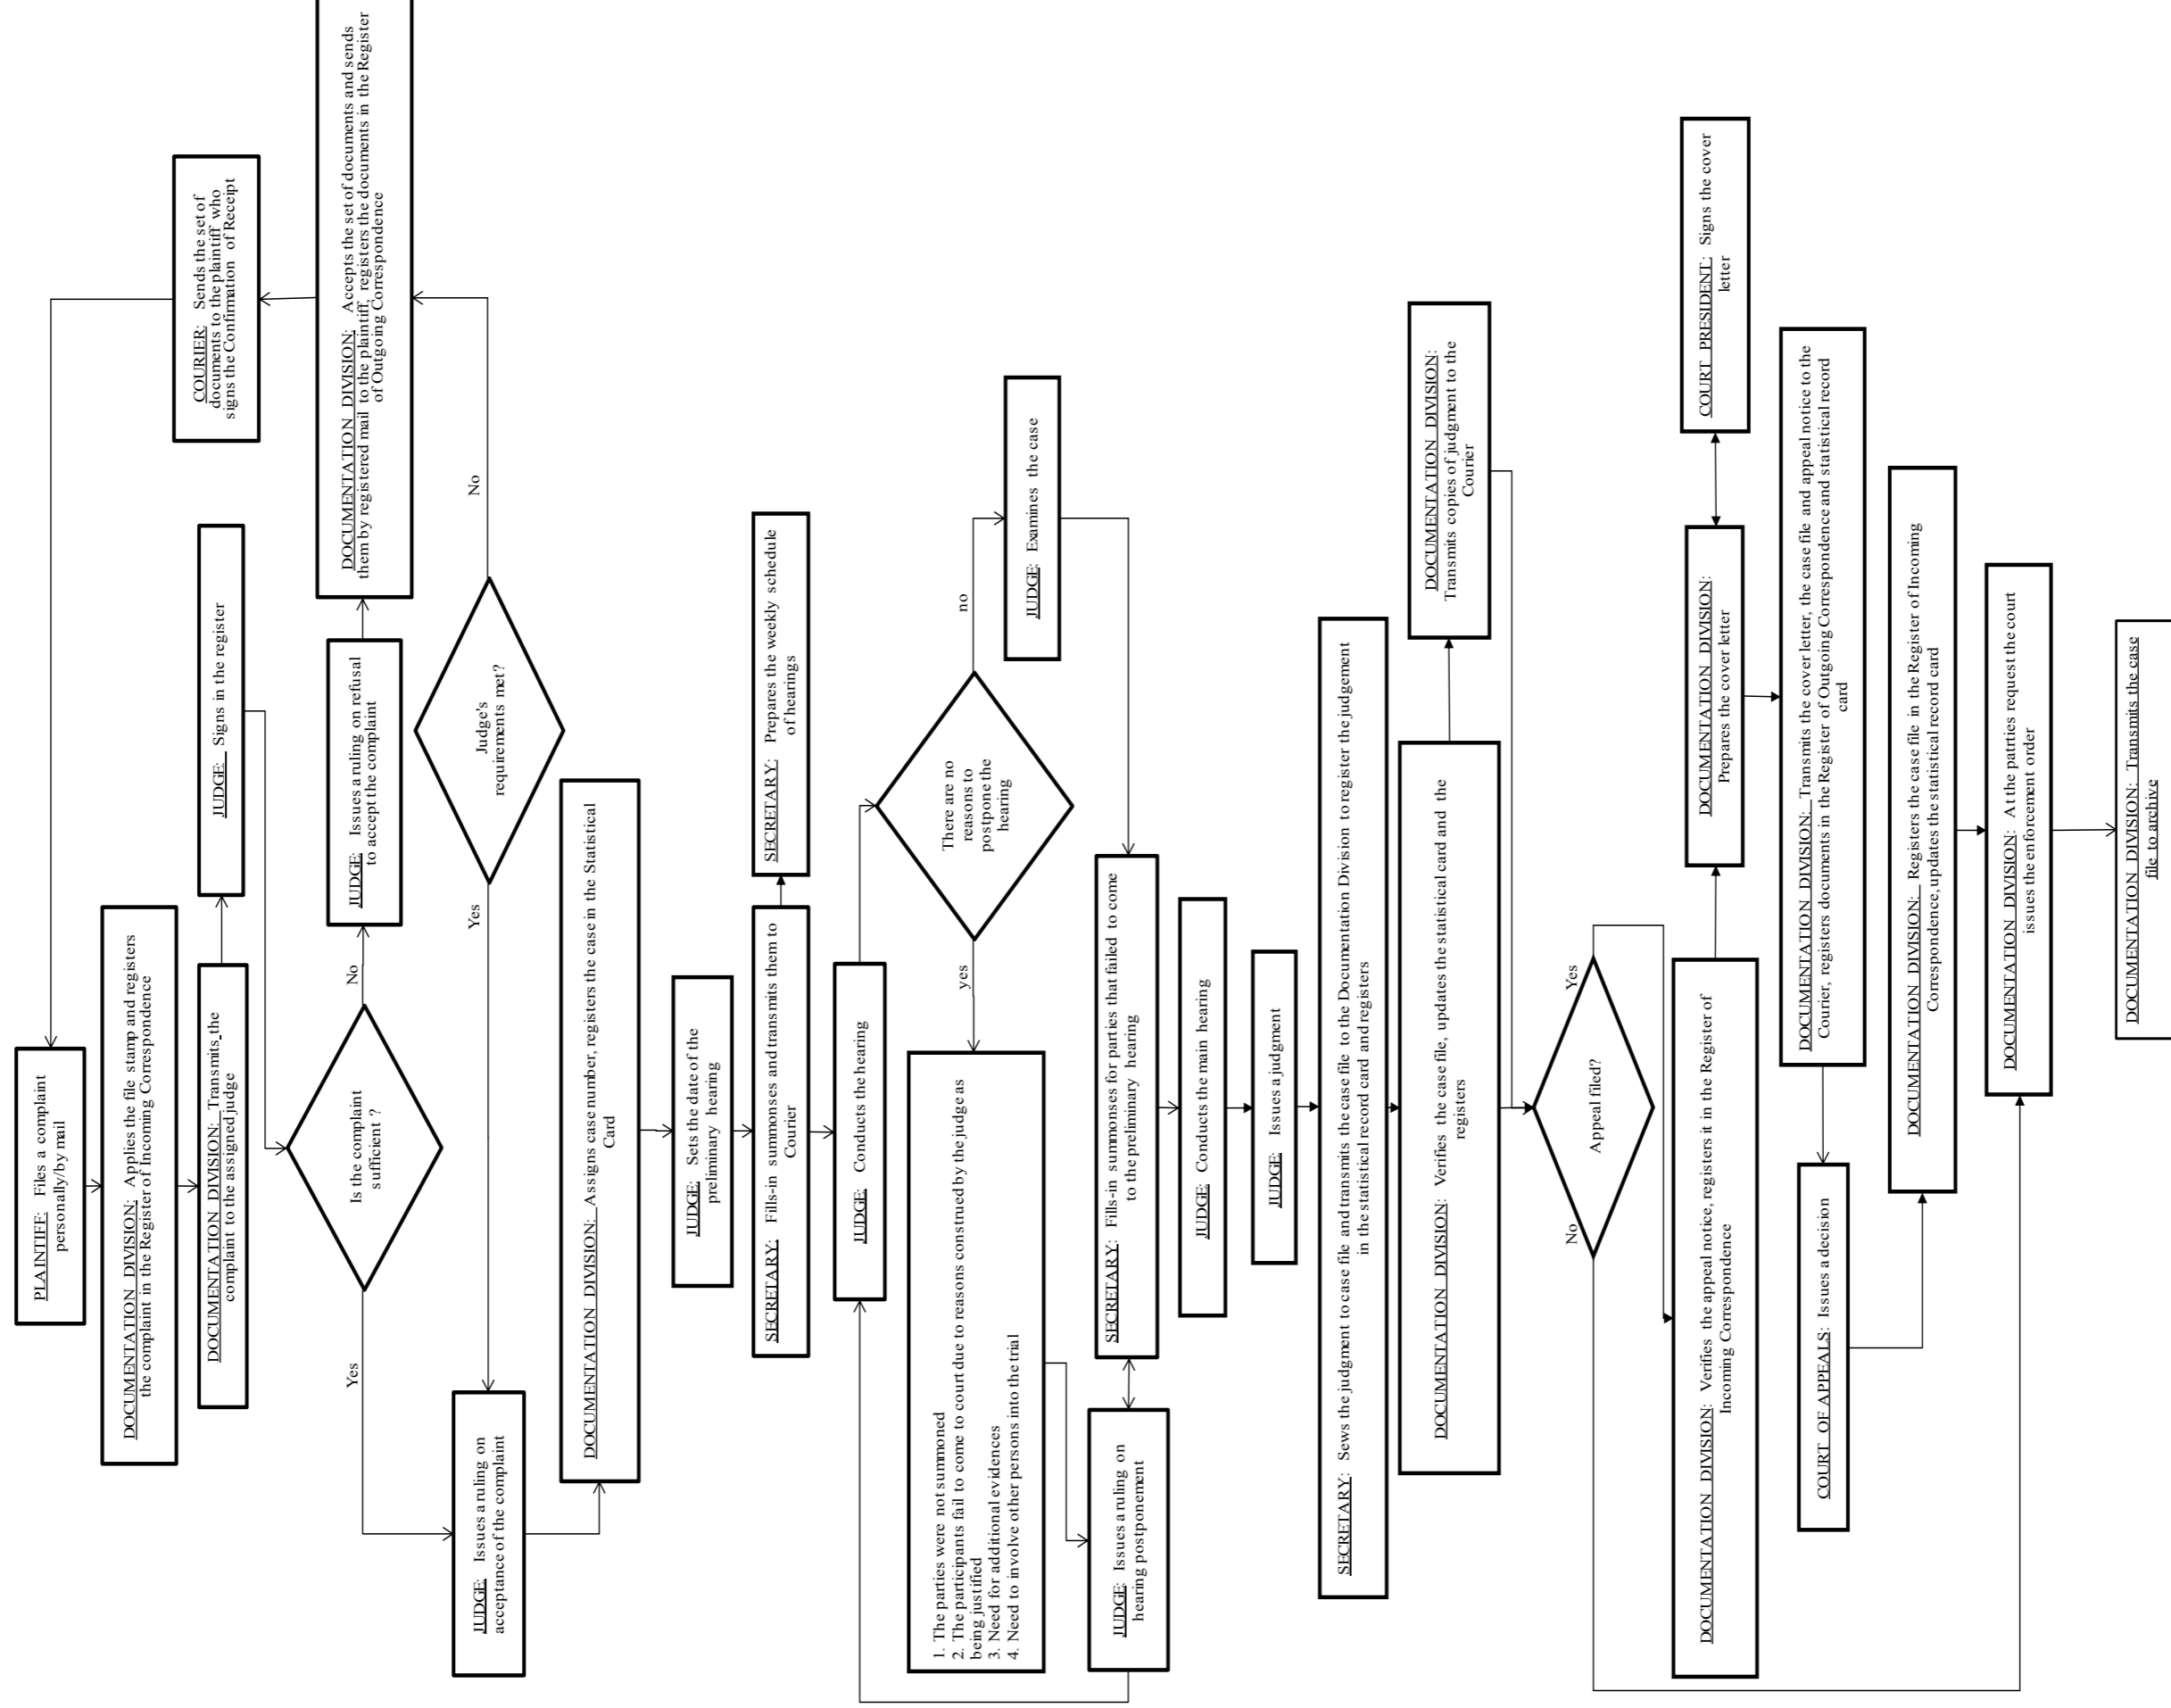 PLAINTIFF: Files a complaint
personally/by mail
DOCUMENTATION DIVISION: Applies the file stamp and registers
the complaint in the Register of Incoming Correspondence
DOCUMENTATION DIVISION: Transmits the
complaint to the assigned judge
JUDGE: Signs in the register
COURIER: Sends the set of
documents to the plaintiff who
signs the Confirmation of Receipt
Is the complaint
sufficient ?
Yes
No
JUDGE: Issues a ruling on refusal
to accept the complaint
DOCUMENTATION DIVISION: Accepts the set of documents and sends
them by registered mail to the plaintiff, registers the documents in the Register
of Outgoing Correspondence
Judge's
requirements met?
Yes
No
JUDGE: Issues a ruling on
acceptance of the complaint
DOCUMENTATION DIVISION: Assigns case number, registers the case in the Statistical
Card
JUDGE: Sets the date of the
preliminary hearing
SECRETARY: Fills-in summonses and transmits them to
Courier
SECRETARY: Prepares the weekly schedule
of hearings
JUDGE: Conducts the hearing
There are no
reasons to
postpone the
hearing
yes
no
JUDGE: Examines the case
1. The parties were not summoned
2. The participants fail to come to court due to reasons construed by the judge as
being justified
3. Need for additional evidences
4. Need to involve other persons into the trial
JUDGE: Issues a ruling on
hearing postponement
SECRETARY: Fills-in summonses for parties that failed to come
to the preliminary hearing
JUDGE: Conducts the main hearing
JUDGE: Issues a judgment
SECRETARY: Sews the judgment to case file and transmits the case file to the Documentation Division to register the judgement
in the statistical record card and registers
DOCUMENTATION DIVISION: Verifies the case file, updates the statistical card and the
registers
DOCUMENTATION DIVISION:
Transmits copies of judgment to the
Courier
Appeal filed?
No
Yes
DOCUMENTATION DIVISION: Verifies the appeal notice, registers it in the Register of
Incoming Correspondence
DOCUMENTATION DIVISION:
Prepares the cover letter
COURT PRESIDENT: Signs the cover
letter
DOCUMENTATION DIVISION: Transmits the cover letter, the case file and appeal notice to the
Courier, registers documents in the Register of Outgoing Correspondence and statistical record
card
COURT OF APPEALS: Issues a decision
DOCUMENTATION DIVISION: Registers the case file in the Register of Incoming
Correspondence, updates the statistical record card
DOCUMENTATION DIVISION: At the patrties request the court
issues the enforcement order
DOCUMENTATION DIVISION: Transmits the case
file to archive